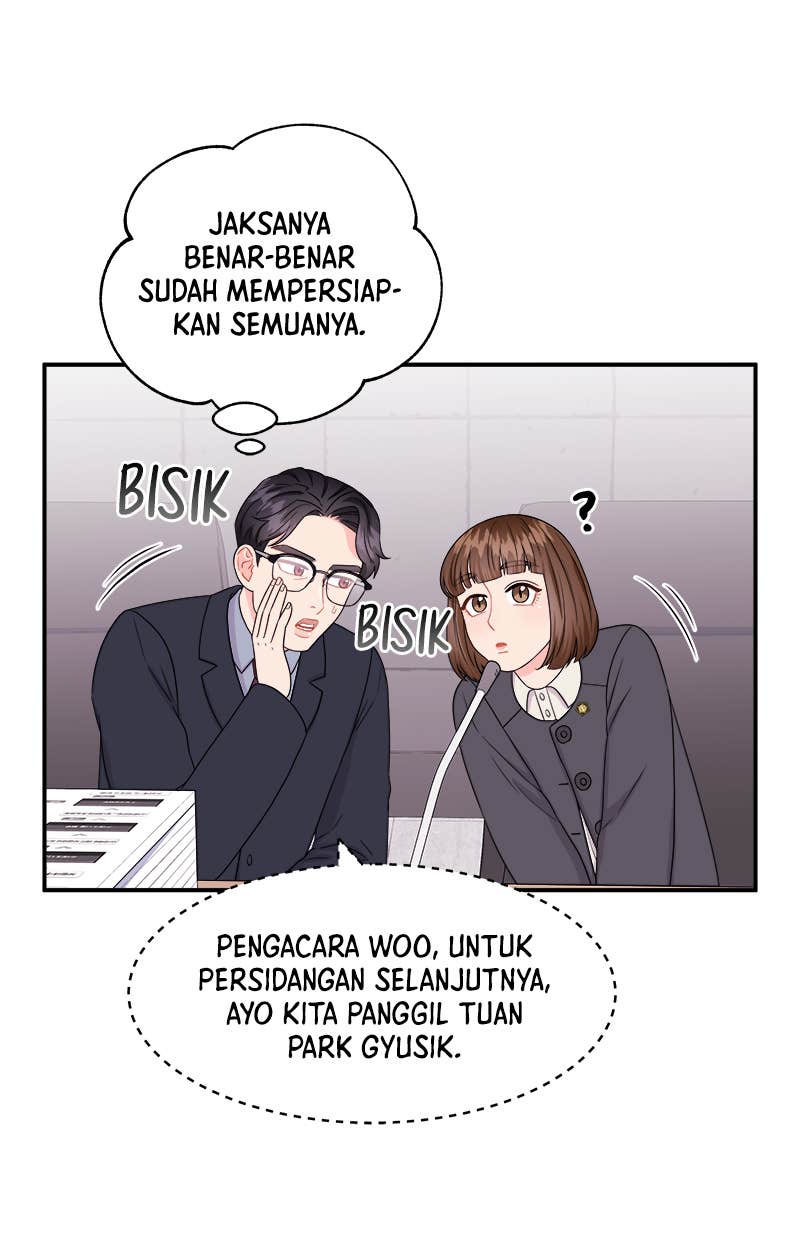 JAKSANYA
BENAR-BENAR
SUDAH MEMPERSIAP-
KAN SEMUANYA.
BISIK
?
BISIK
PENGACARA WOO, UNTUK
PERSIDANGAN SELANJUTNYA,
AYO KITA PANGGIL TUAN
PARK GYUSIK.